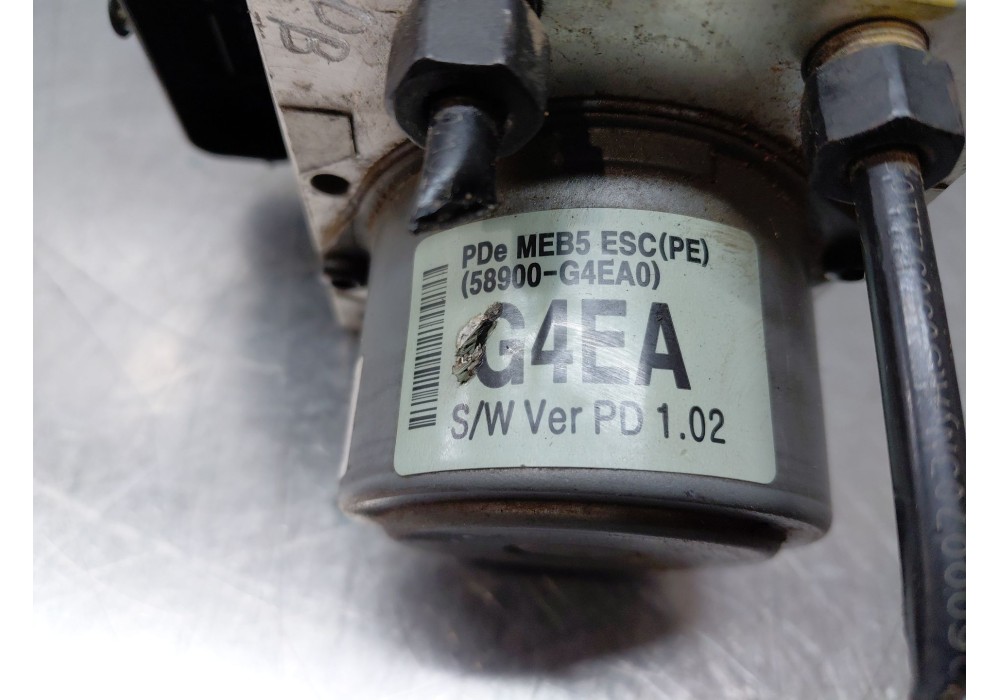 PDe MEB5 ESC(PE)
(58900-G4EA0)
G4EA
S/W Ver PD 1.02